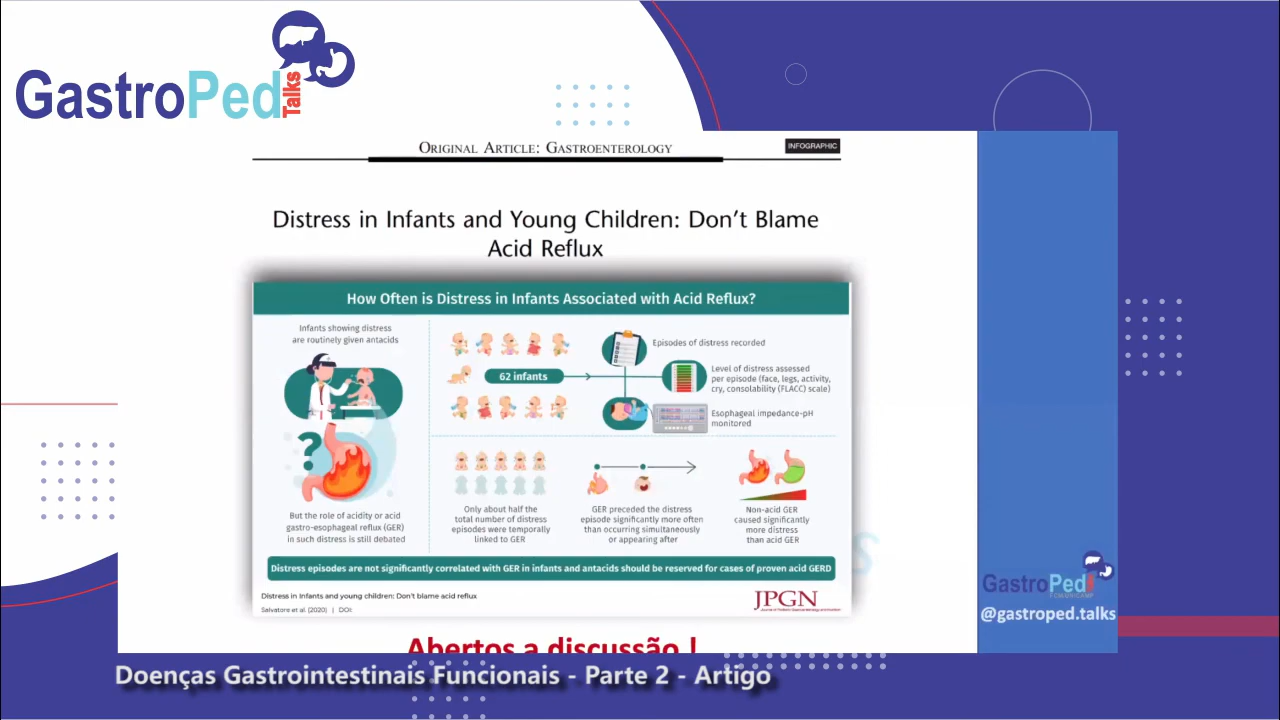 GastroPed
Talks
ORIGINAL ARTICLE: GASTROENTEROLOGY
INFOGRAPHIC
Distress in Infants and Young Children: Don't Blame
Acid Reflux
How Often is Distress in Infants Associated with Acid Reflux?
Infants showing distress
are routinely given antacids
?
But the role of acidity or acid
gastro-esophageal reflux (GER)
in such distress is still debated
62 infants
Episodes of distress recorded
Level of distress assessed
per episode (face, legs, activity,
cry, consolability (FLACC) scale)
Esophageal impedance-pH
monitored
Only about half the
total number of distress
episodes were temporally
linked to GER
GER preceded the distress
episode significantly more often
than occurring simultaneously
or appearing after
Non-acid GER
caused significantly
more distress
than acid GER
Distress episodes are not significantly correlated with GER in infants and antacids should be reserved for cases of proven acid GERD
Distress in Infants and young children: Don't blame acid reflux
Salvatore et al. (2020) | DOI:
JPGN
Abertos a discussão !
GastroPed
@gastroped.talks
Doenças Gastrointestinais Funcionais - Parte 2 - Artigo